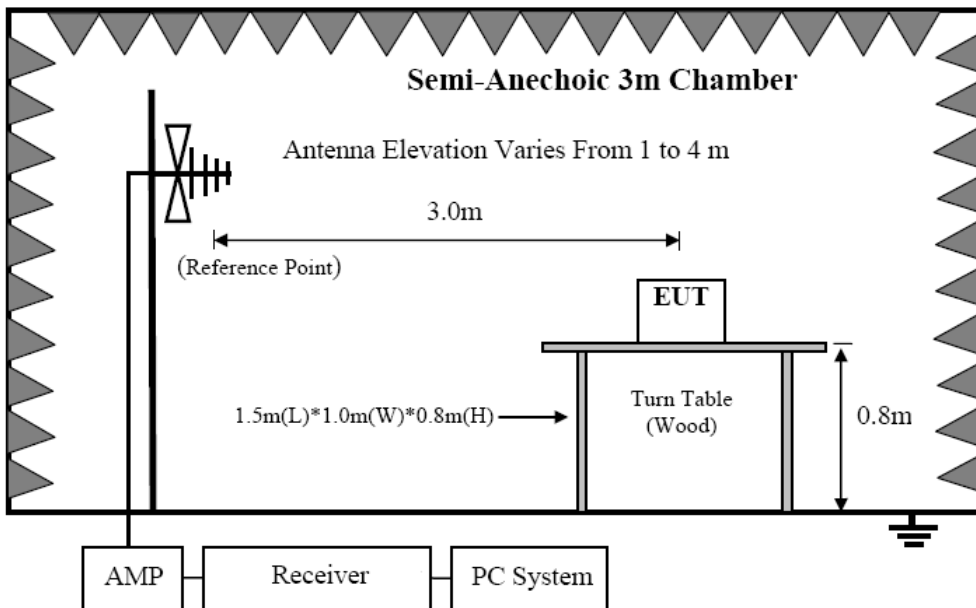 Semi-Anechoic 3m Chamber
Antenna Elevation Varies From 1 to 4 m
3.0m
(Reference Point)
EUT
1.5m(L)*1.0m(W)*0.8m(H)
Turn Table
(Wood)
0.8m
AMP
Receiver
PC System